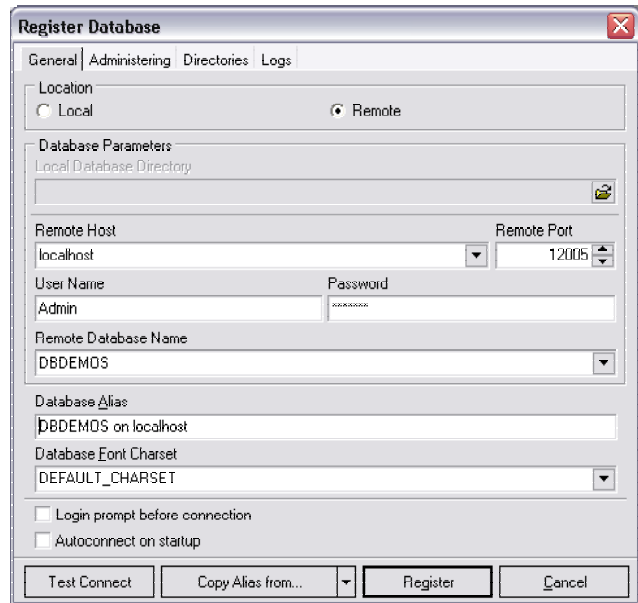 Register Database
General Administering Directories Logs
Location
Local Remote
Database Parameters
Local Database Directory
Remote Host Remote Port
localhost 12005
User Name Password
Admin *******
Remote Database Name
DBDEMOS
Database Alias
DBDEMOS on localhost
Database Font Charset
DEFAULT_CHARSET
Login prompt before connection
Autoconnect on startup
Test Connect Copy Alias from... Register Cancel